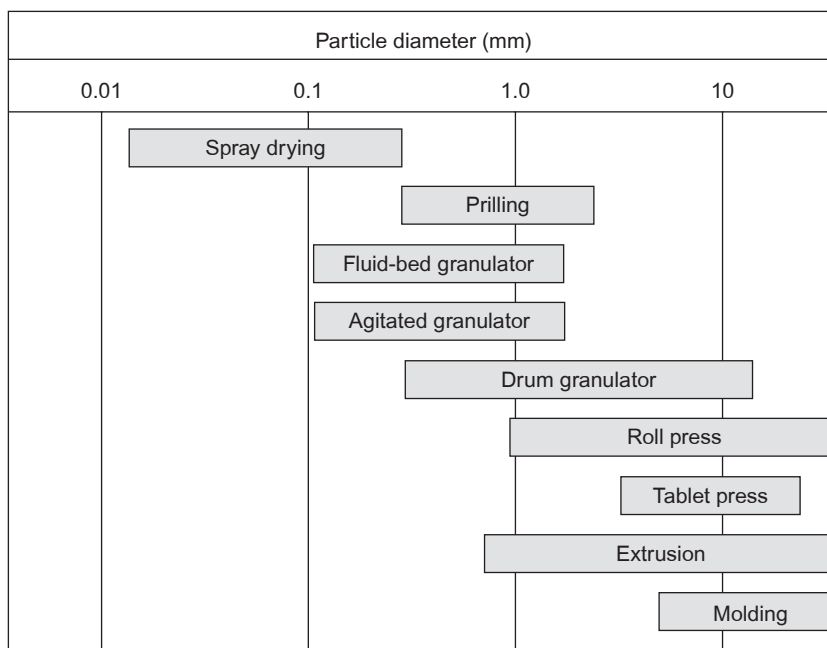 Particle diameter (mm)
0.01 0.1 1.0 10
Spray drying
Prilling
Fluid-bed granulator
Agitated granulator
Drum granulator
Roll press
Tablet press
Extrusion
Molding